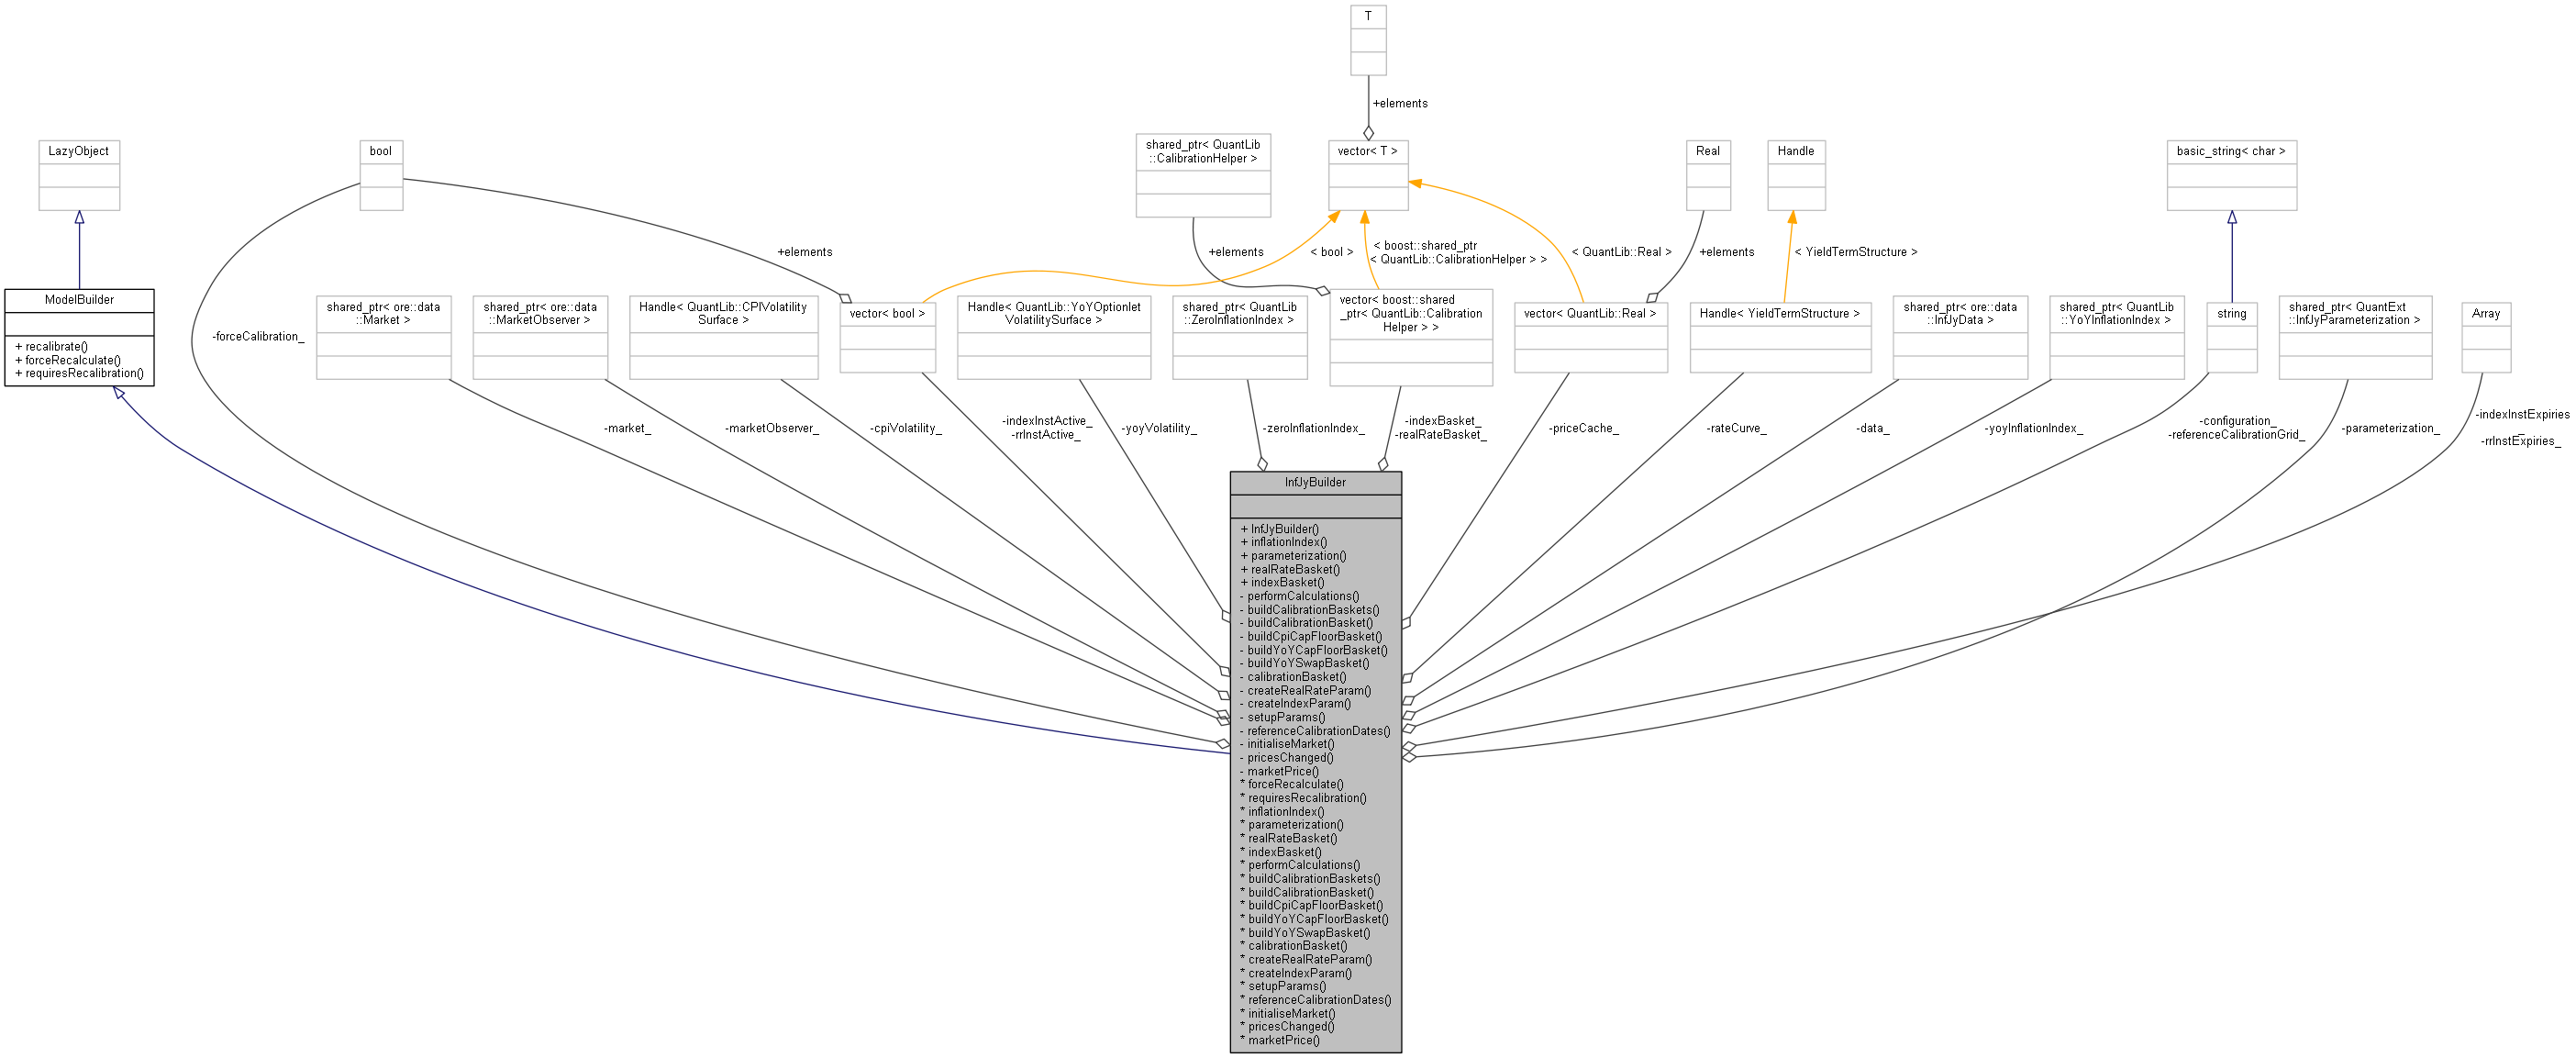 T
+elements
LazyObject
bool
shared_ptr< QuantLib
::CalibrationHelper >
vector< T >
Real
Handle
basic_string< char >
+elements
+elements
< bool >
< boost::shared_ptr
< QuantLib::CalibrationHelper > >
< QuantLib::Real >
+elements
< YieldTermStructure >
ModelBuilder
+ recalibrate()
+ forceRecalculate()
+ requiresRecalibration()
-forceCalibration_
shared_ptr< ore::data
::Market >
shared_ptr< ore::data
::MarketObserver >
Handle< QuantLib::CPIVolatility
Surface >
vector< bool >
Handle< QuantLib::YoYOptionlet
VolatilitySurface >
shared_ptr< QuantLib
::ZeroInflationIndex >
vector< boost::shared
_ptr< QuantLib::Calibration
Helper > >
vector< QuantLib::Real >
Handle< YieldTermStructure >
shared_ptr< ore::data
::InfJyData >
shared_ptr< QuantLib
::YoYInflationIndex >
string
shared_ptr< QuantExt
::InfJyParameterization >
Array
-market_
-marketObserver_
-cpiVolatility_
-indexInstActive_
-rrInstActive_
-yoyVolatility_
-zeroInflationIndex_
-indexBasket_
-realRateBasket_
-priceCache_
-rateCurve_
-data_
-yoyInflationIndex_
-configuration_
-referenceCalibrationGrid_
-parameterization_
-indexInstExpiries
_
-rrInstExpiries_
InfJyBuilder
+ InfJyBuilder()
+ inflationIndex()
+ parameterization()
+ realRateBasket()
+ indexBasket()
- performCalculations()
- buildCalibrationBaskets()
- buildCalibrationBasket()
- buildCpiCapFloorBasket()
- buildYoYCapFloorBasket()
- buildYoYSwapBasket()
- calibrationBasket()
- createRealRateParam()
- createIndexParam()
- setupParams()
- referenceCalibrationDates()
- initialiseMarket()
- pricesChanged()
- marketPrice()
* forceRecalculate()
* requiresRecalibration()
* inflationIndex()
* parameterization()
* realRateBasket()
* indexBasket()
* performCalculations()
* buildCalibrationBaskets()
* buildCalibrationBasket()
* buildCpiCapFloorBasket()
* buildYoYCapFloorBasket()
* buildYoYSwapBasket()
* calibrationBasket()
* createRealRateParam()
* createIndexParam()
* setupParams()
* referenceCalibrationDates()
* initialiseMarket()
* pricesChanged()
* marketPrice()